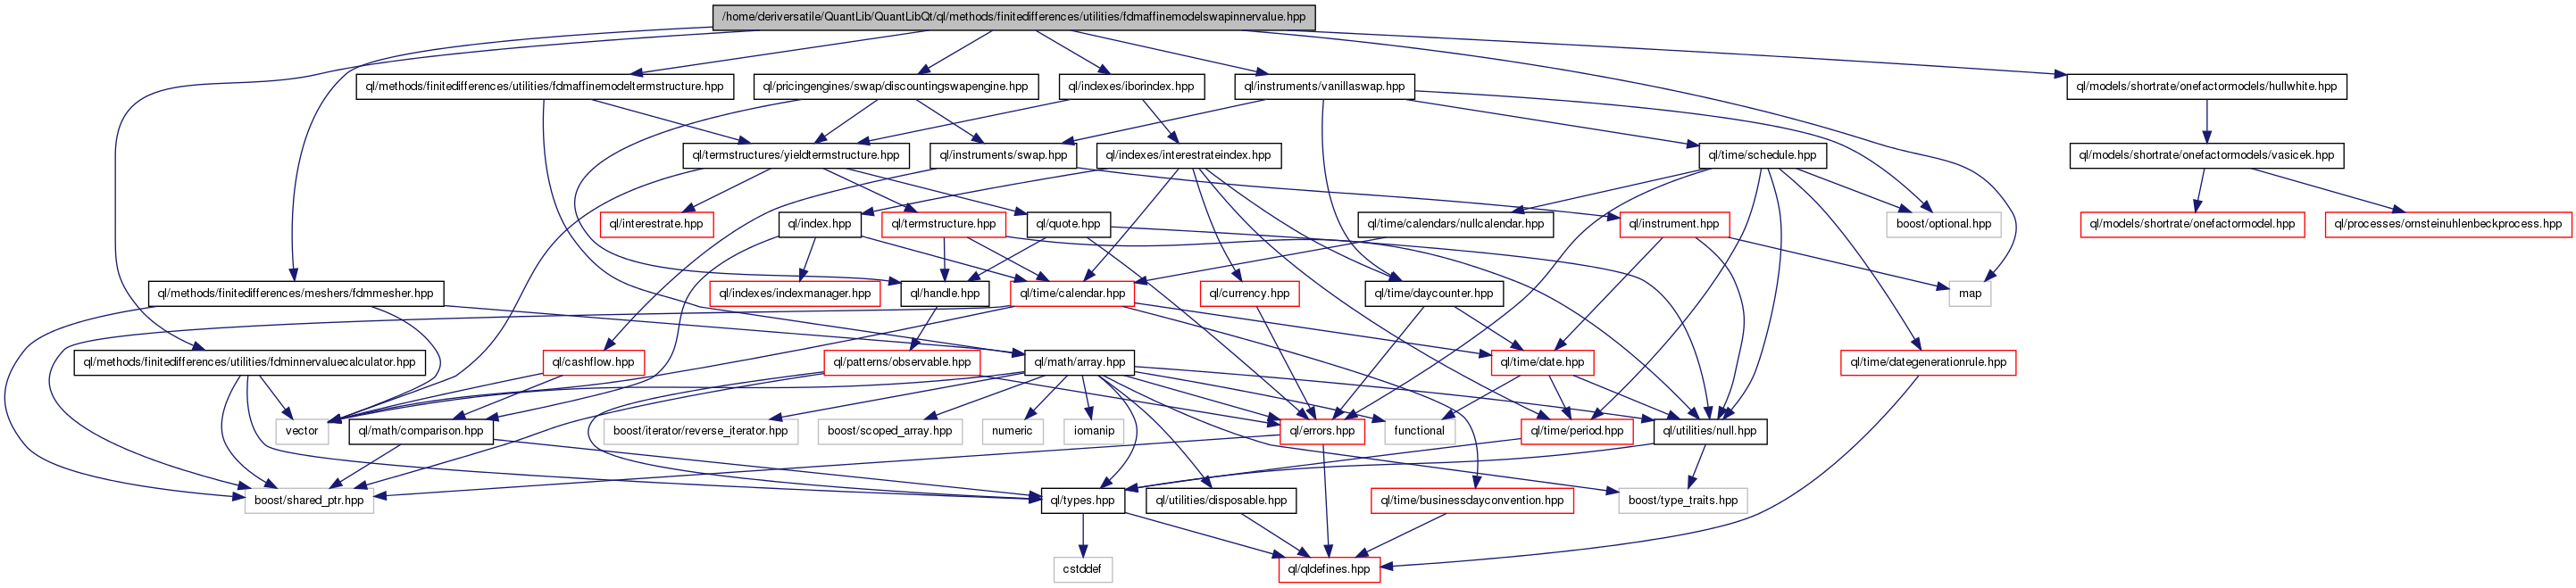 /home/deriversatile/QuantLib/QuantLibQt/ql/methods/finitedifferences/utilities/fdmaffinemodelswapinnervalue.hpp
ql/methods/finitedifferences/utilities/fdmaffinemodeltermstructure.hpp
ql/pricingengines/swap/discountingswapengine.hpp
ql/indexes/iborindex.hpp
ql/instruments/vanillaswap.hpp
ql/models/shortrate/onefactormodels/hullwhite.hpp
ql/termstructures/yieldtermstructure.hpp
ql/instruments/swap.hpp
ql/indexes/interestrateindex.hpp
ql/time/schedule.hpp
ql/models/shortrate/onefactormodels/vasicek.hpp
ql/interestrate.hpp
ql/index.hpp
ql/termstructure.hpp
ql/quote.hpp
ql/time/calendars/nullcalendar.hpp
ql/instrument.hpp
boost/optional.hpp
ql/models/shortrate/onefactormodel.hpp
ql/processes/ornsteinuhlenbeckprocess.hpp
ql/methods/finitedifferences/meshers/fdmmesher.hpp
ql/indexes/indexmanager.hpp
ql/handle.hpp
ql/time/calendar.hpp
ql/currency.hpp
ql/time/daycounter.hpp
map
ql/methods/finitedifferences/utilities/fdminnervaluecalculator.hpp
ql/cashflow.hpp
ql/patterns/observable.hpp
ql/math/array.hpp
ql/time/date.hpp
ql/time/dategenerationrule.hpp
vector
ql/math/comparison.hpp
boost/iterator/reverse_iterator.hpp
boost/scoped_array.hpp
numeric
iomanip
ql/errors.hpp
functional
ql/time/period.hpp
ql/utilities/null.hpp
boost/shared_ptr.hpp
ql/types.hpp
ql/utilities/disposable.hpp
ql/time/businessdayconvention.hpp
boost/type_traits.hpp
cstddef
ql/qldefines.hpp